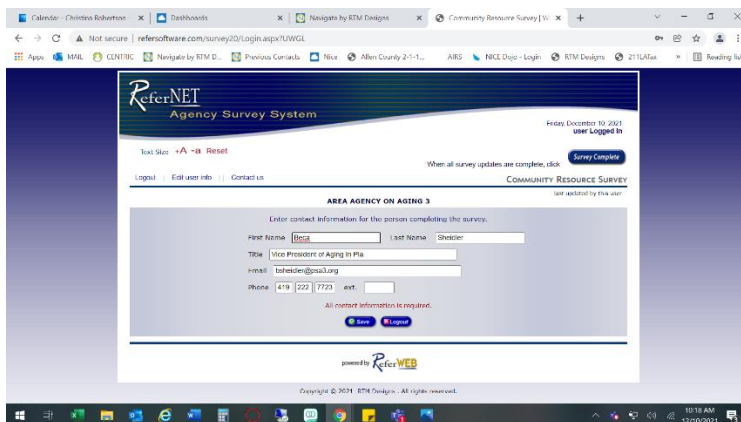 Calendar - Christina Robertson
Dashboards
Navigate by RTM Designs
Community Resource Survey | W
Not secure | refersoftware.com/survey20/Login.aspx?UWGL
Apps
MAIL
CENTRIC
Navigate by RTM D...
Previous Contacts
Nice
Allen County 2-1-1...
AIRS
NICE Dojo - Login
RTM Designs
211LATax
»
Reading list
ReferNET
Agency Survey System
Friday, December 10, 2021
user Logged In
Text Size +A -a Reset
When all survey updates are complete, click
Survey Complete
Logout | Edit user info | Contact us
COMMUNITY RESOURCE SURVEY
last updated by this user
AREA AGENCY ON AGING 3
Enter contact information for the person completing the survey.
First Name Beca Last Name Sheidler
Title Vice President of Aging in Pla
Email bsheidler@psa3.org
Phone 419 222 7723 ext.
All contact information is required.
Save Logout
powered by ReferWEB
Copyright © 2021 RTM Designs . All rights reserved.
10:18 AM
12/10/2021